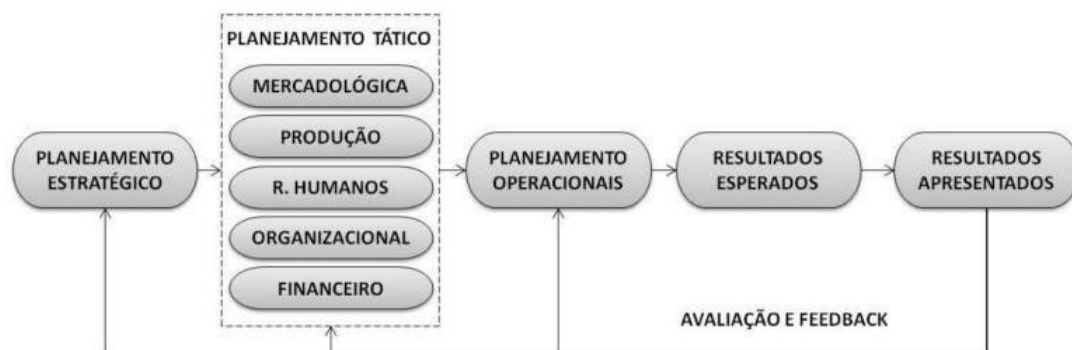 PLANEJAMENTO TÁTICO
MERCADOLÓGICA
PRODUÇÃO
R. HUMANOS
ORGANIZACIONAL
FINANCEIRO
PLANEJAMENTO
ESTRATÉGICO
PLANEJAMENTO
OPERACIONAIS
RESULTADOS
ESPERADOS
RESULTADOS
APRESENTADOS
AVALIAÇÃO E FEEDBACK